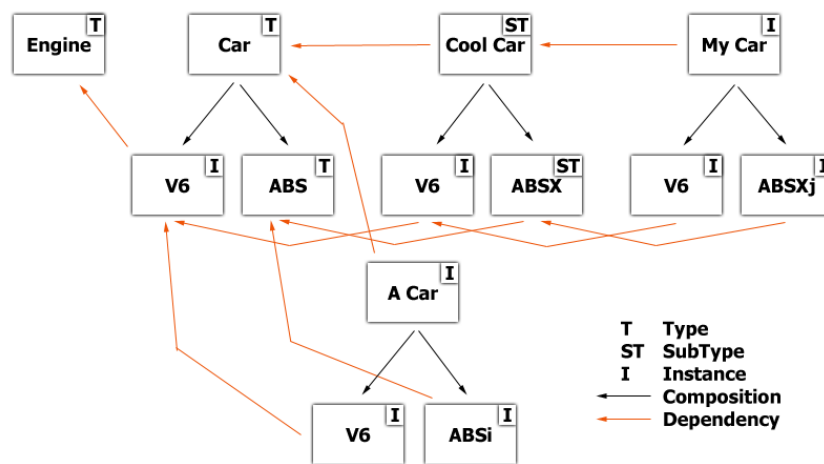 Engine T
Car T
Cool Car ST
My Car I
V6 I
ABS T
V6 I
ABSX ST
V6 I
ABSXj I
A Car I
V6 I
ABSi I
T Type
ST SubType
I Instance
Composition
Dependency